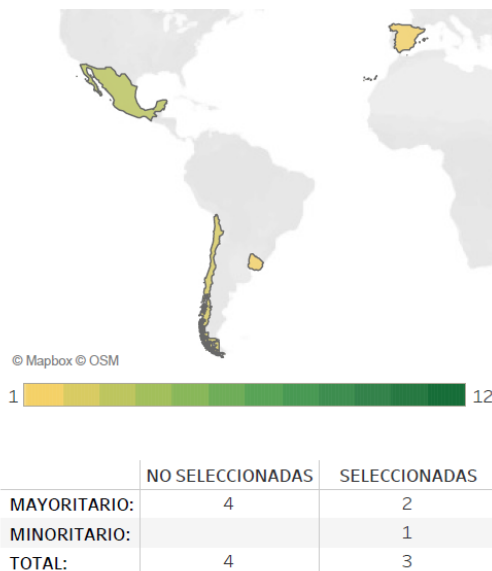 © Mapbox © OSM
1 12
NO SELECCIONADAS SELECCIONADAS
MAYORITARIO: 4 2
MINORITARIO: 1
TOTAL: 4 3